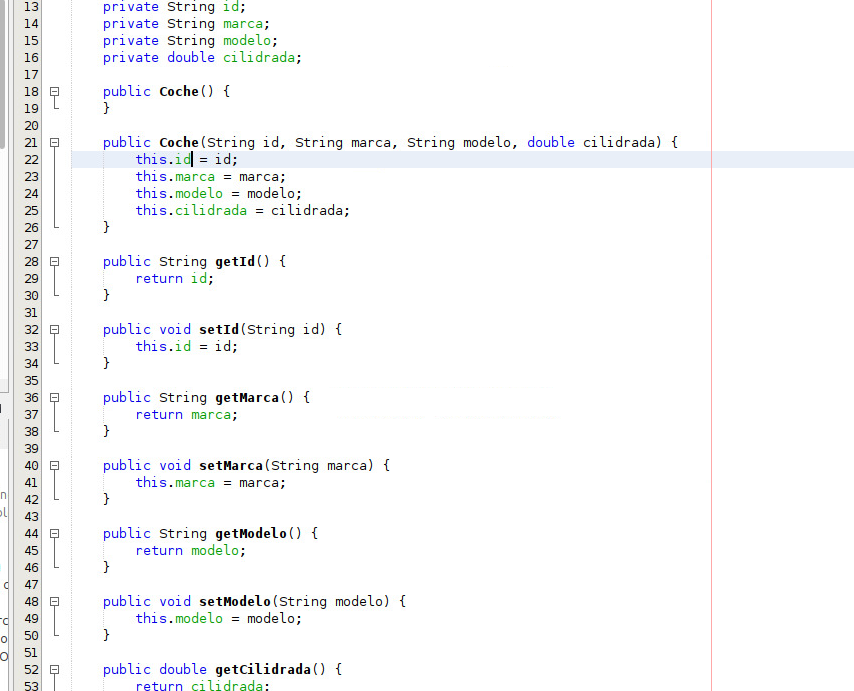 13 private String id;
14 private String marca;
15 private String modelo;
16 private double cilidrada;
17
18 public Coche() {
19 }
20
21 public Coche(String id, String marca, String modelo, double cilidrada) {
22 this.id = id;
23 this.marca = marca;
24 this.modelo = modelo;
25 this.cilidrada = cilidrada;
26 }
27
28 public String getId() {
29 return id;
30 }
31
32 public void setId(String id) {
33 this.id = id;
34 }
35
36 public String getMarca() {
37 return marca;
38 }
39
40 public void setMarca(String marca) {
41 this.marca = marca;
42 }
43
44 public String getModelo() {
45 return modelo;
46 }
47
48 public void setModelo(String modelo) {
49 this.modelo = modelo;
50 }
51
52 public double getCilidrada() {
53 return cilidrada;